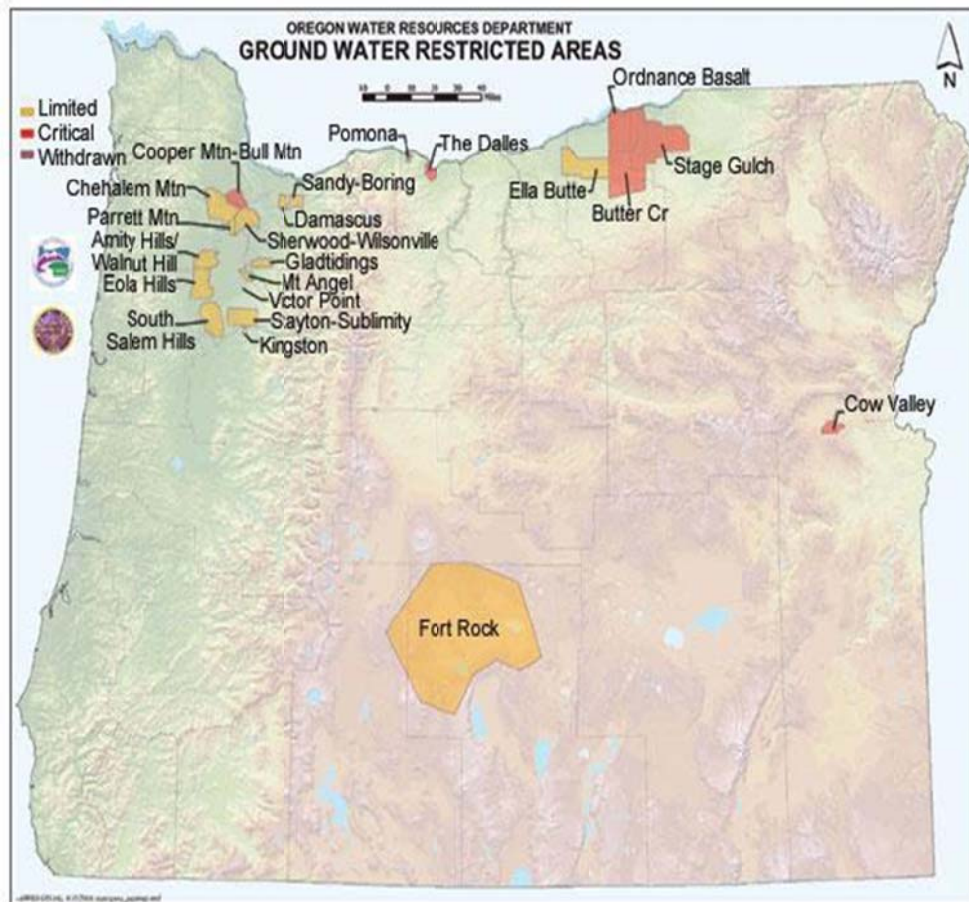 OREGON WATER RESOURCES DEPARTMENT
GROUND WATER RESTRICTED AREAS
N
Limited
Critical
Withdrawn
Ordnance Basalt
Pomona
The Dalles
Cooper Mtn-Bull Mtn
Stage Gulch
Chehalem Mtn
Sandy-Boring
Ella Butte
Butter Cr
Parrett Mtn
Damascus
Sherwood-Wilsonville
Amity Hills/
Walnut Hill
Gladtidings
Eola Hills
Mt Angel
Victor Point
South
Salem Hills
Stayton-Sublimity
Kingston
Cow Valley
Fort Rock